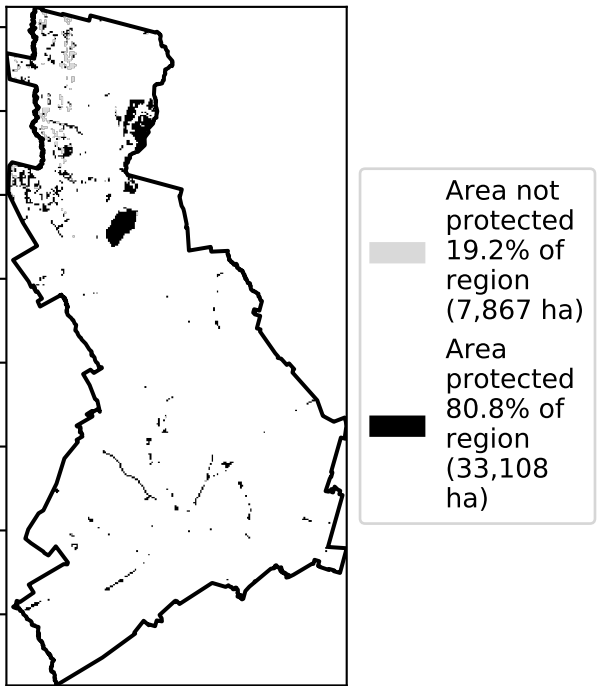 Area not
protected
19.2% of
region
(7,867 ha)
Area
protected
80.8% of
region
(33,108
ha)